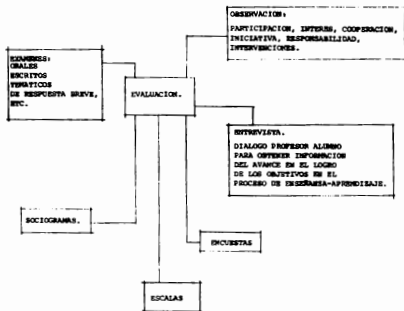 OBSERVACION:
PARTICIPACION, INTERES, COOPERACION,
INICIATIVA, RESPONSABILIDAD,
INTERVENCIONES.
EXAMENES:
ORALES
ESCRITOS
TEMATICOS
DE RESPUESTA BREVE,
ETC.
EVALUACION.
ENTREVISTA.
DIALOGO PROFESOR ALUMNO
PARA OBTENER INFORMACION
DEL AVANCE EN EL LOGRO
DE LOS OBJETIVOS EN EL
PROCESO DE ENSEÑANSA-APRENDIZAJE.
SOCIOGRAMAS.
ENCUESTAS
ESCALAS